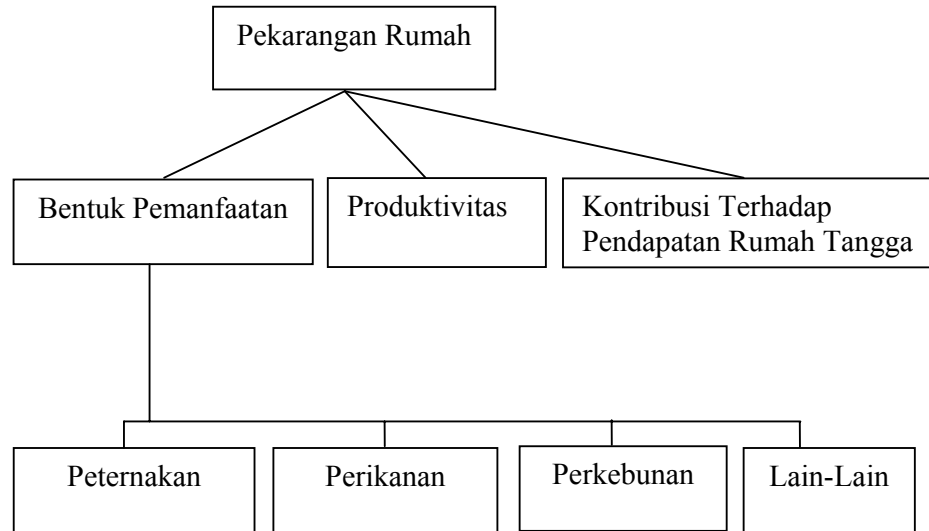 Pekarangan Rumah
Bentuk Pemanfaatan
Produktivitas
Kontribusi Terhadap
Pendapatan Rumah Tangga
Peternakan
Perikanan
Perkebunan
Lain-Lain